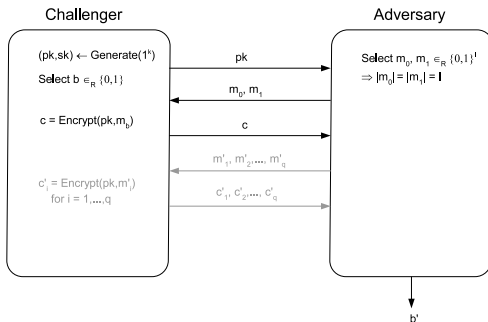 Challenger
Adversary
(pk,sk) ← Generate(1ᵏ)
Select b ∈R {0,1}
c = Encrypt(pk,mb)
c'i = Encrypt(pk,m'i)
for i = 1,...,q
pk
m0, m1
c
m'1, m'2,..., m'q
c'1, c'2,..., c'q
Select m0, m1 ∈R {0,1}ˡ
⇒ |m0| = |m1| = l
b'